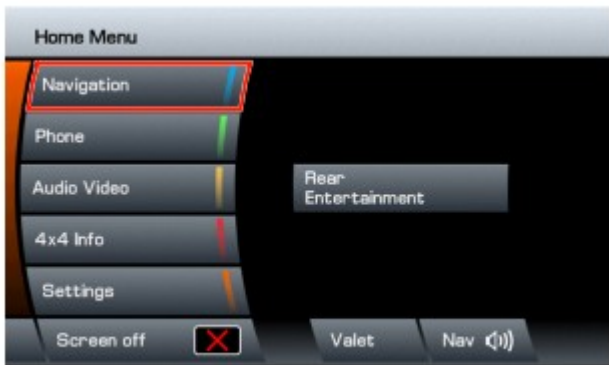 Home Menu
Navigation
Phone
Audio Video
Rear
Entertainment
4x4 Info
Settings
Screen off
Valet
Nav